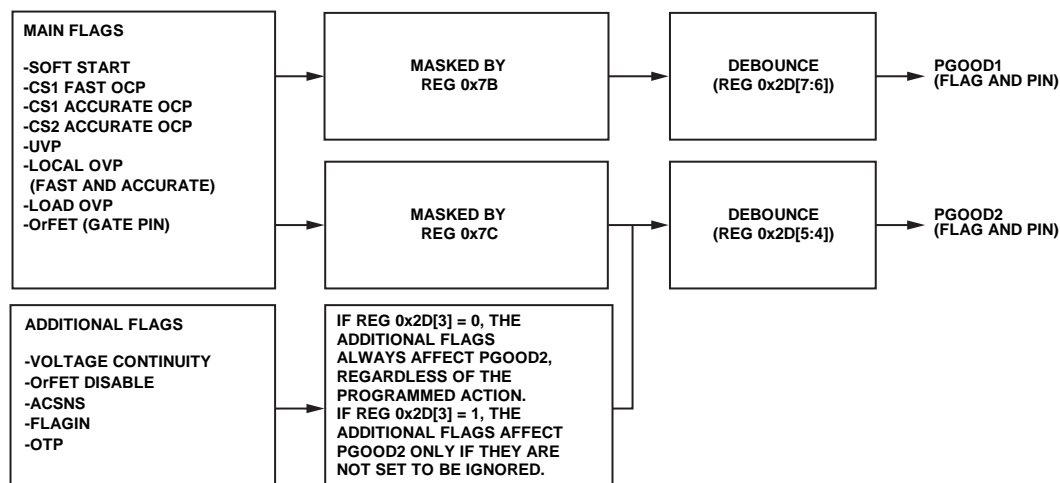 MAIN FLAGS
-SOFT START
-CS1 FAST OCP
-CS1 ACCURATE OCP
-CS2 ACCURATE OCP
-UVP
-LOCAL OVP
(FAST AND ACCURATE)
-LOAD OVP
-OrFET (GATE PIN)
MASKED BY
REG 0x7B
DEBOUNCE
(REG 0x2D[7:6])
PGOOD1
(FLAG AND PIN)
MASKED BY
REG 0x7C
DEBOUNCE
(REG 0x2D[5:4])
PGOOD2
(FLAG AND PIN)
ADDITIONAL FLAGS
-VOLTAGE CONTINUITY
-OrFET DISABLE
-ACSNS
-FLAGIN
-OTP
IF REG 0x2D[3] = 0, THE
ADDITIONAL FLAGS
ALWAYS AFFECT PGOOD2,
REGARDLESS OF THE
PROGRAMMED ACTION.
IF REG 0x2D[3] = 1, THE
ADDITIONAL FLAGS AFFECT
PGOOD2 ONLY IF THEY ARE
NOT SET TO BE IGNORED.